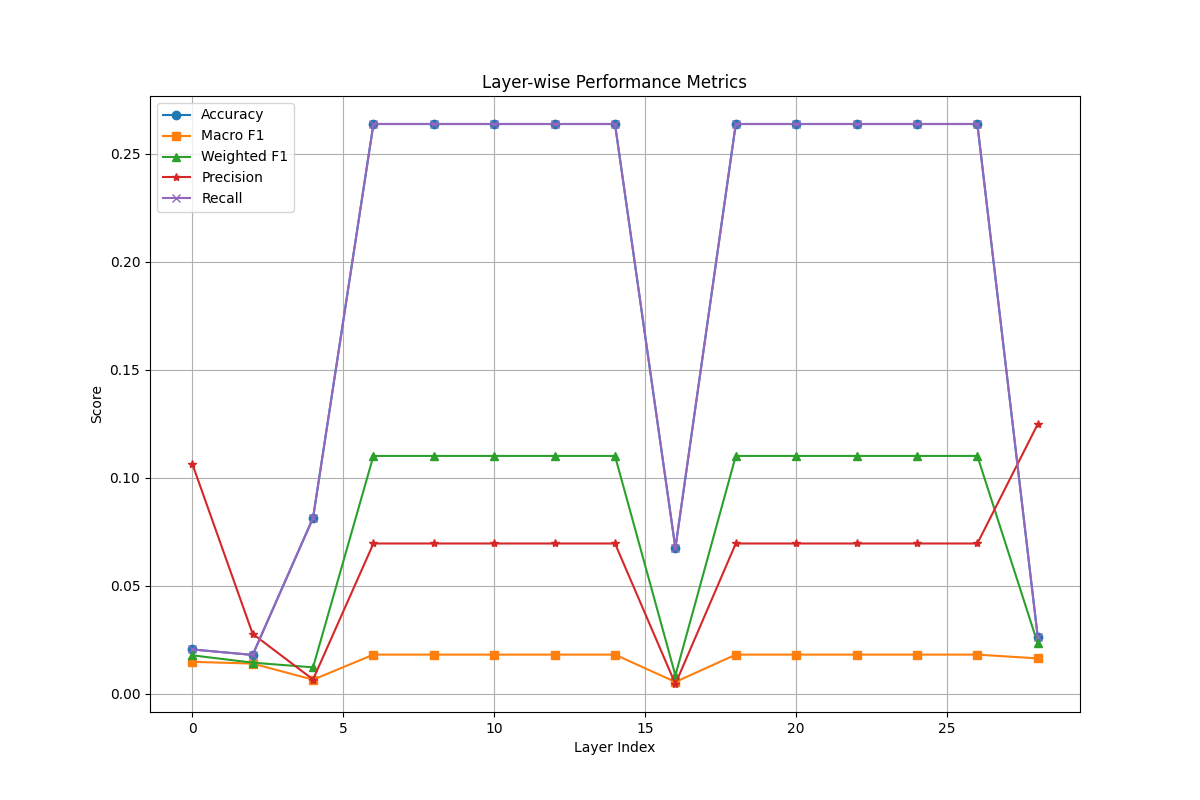 Layer-wise Performance Metrics
Accuracy
Macro F1
Weighted F1
Precision
Recall
0.25
0.20
0.15
0.10
0.05
0.00
Score
0 5 10 15 20 25
Layer Index